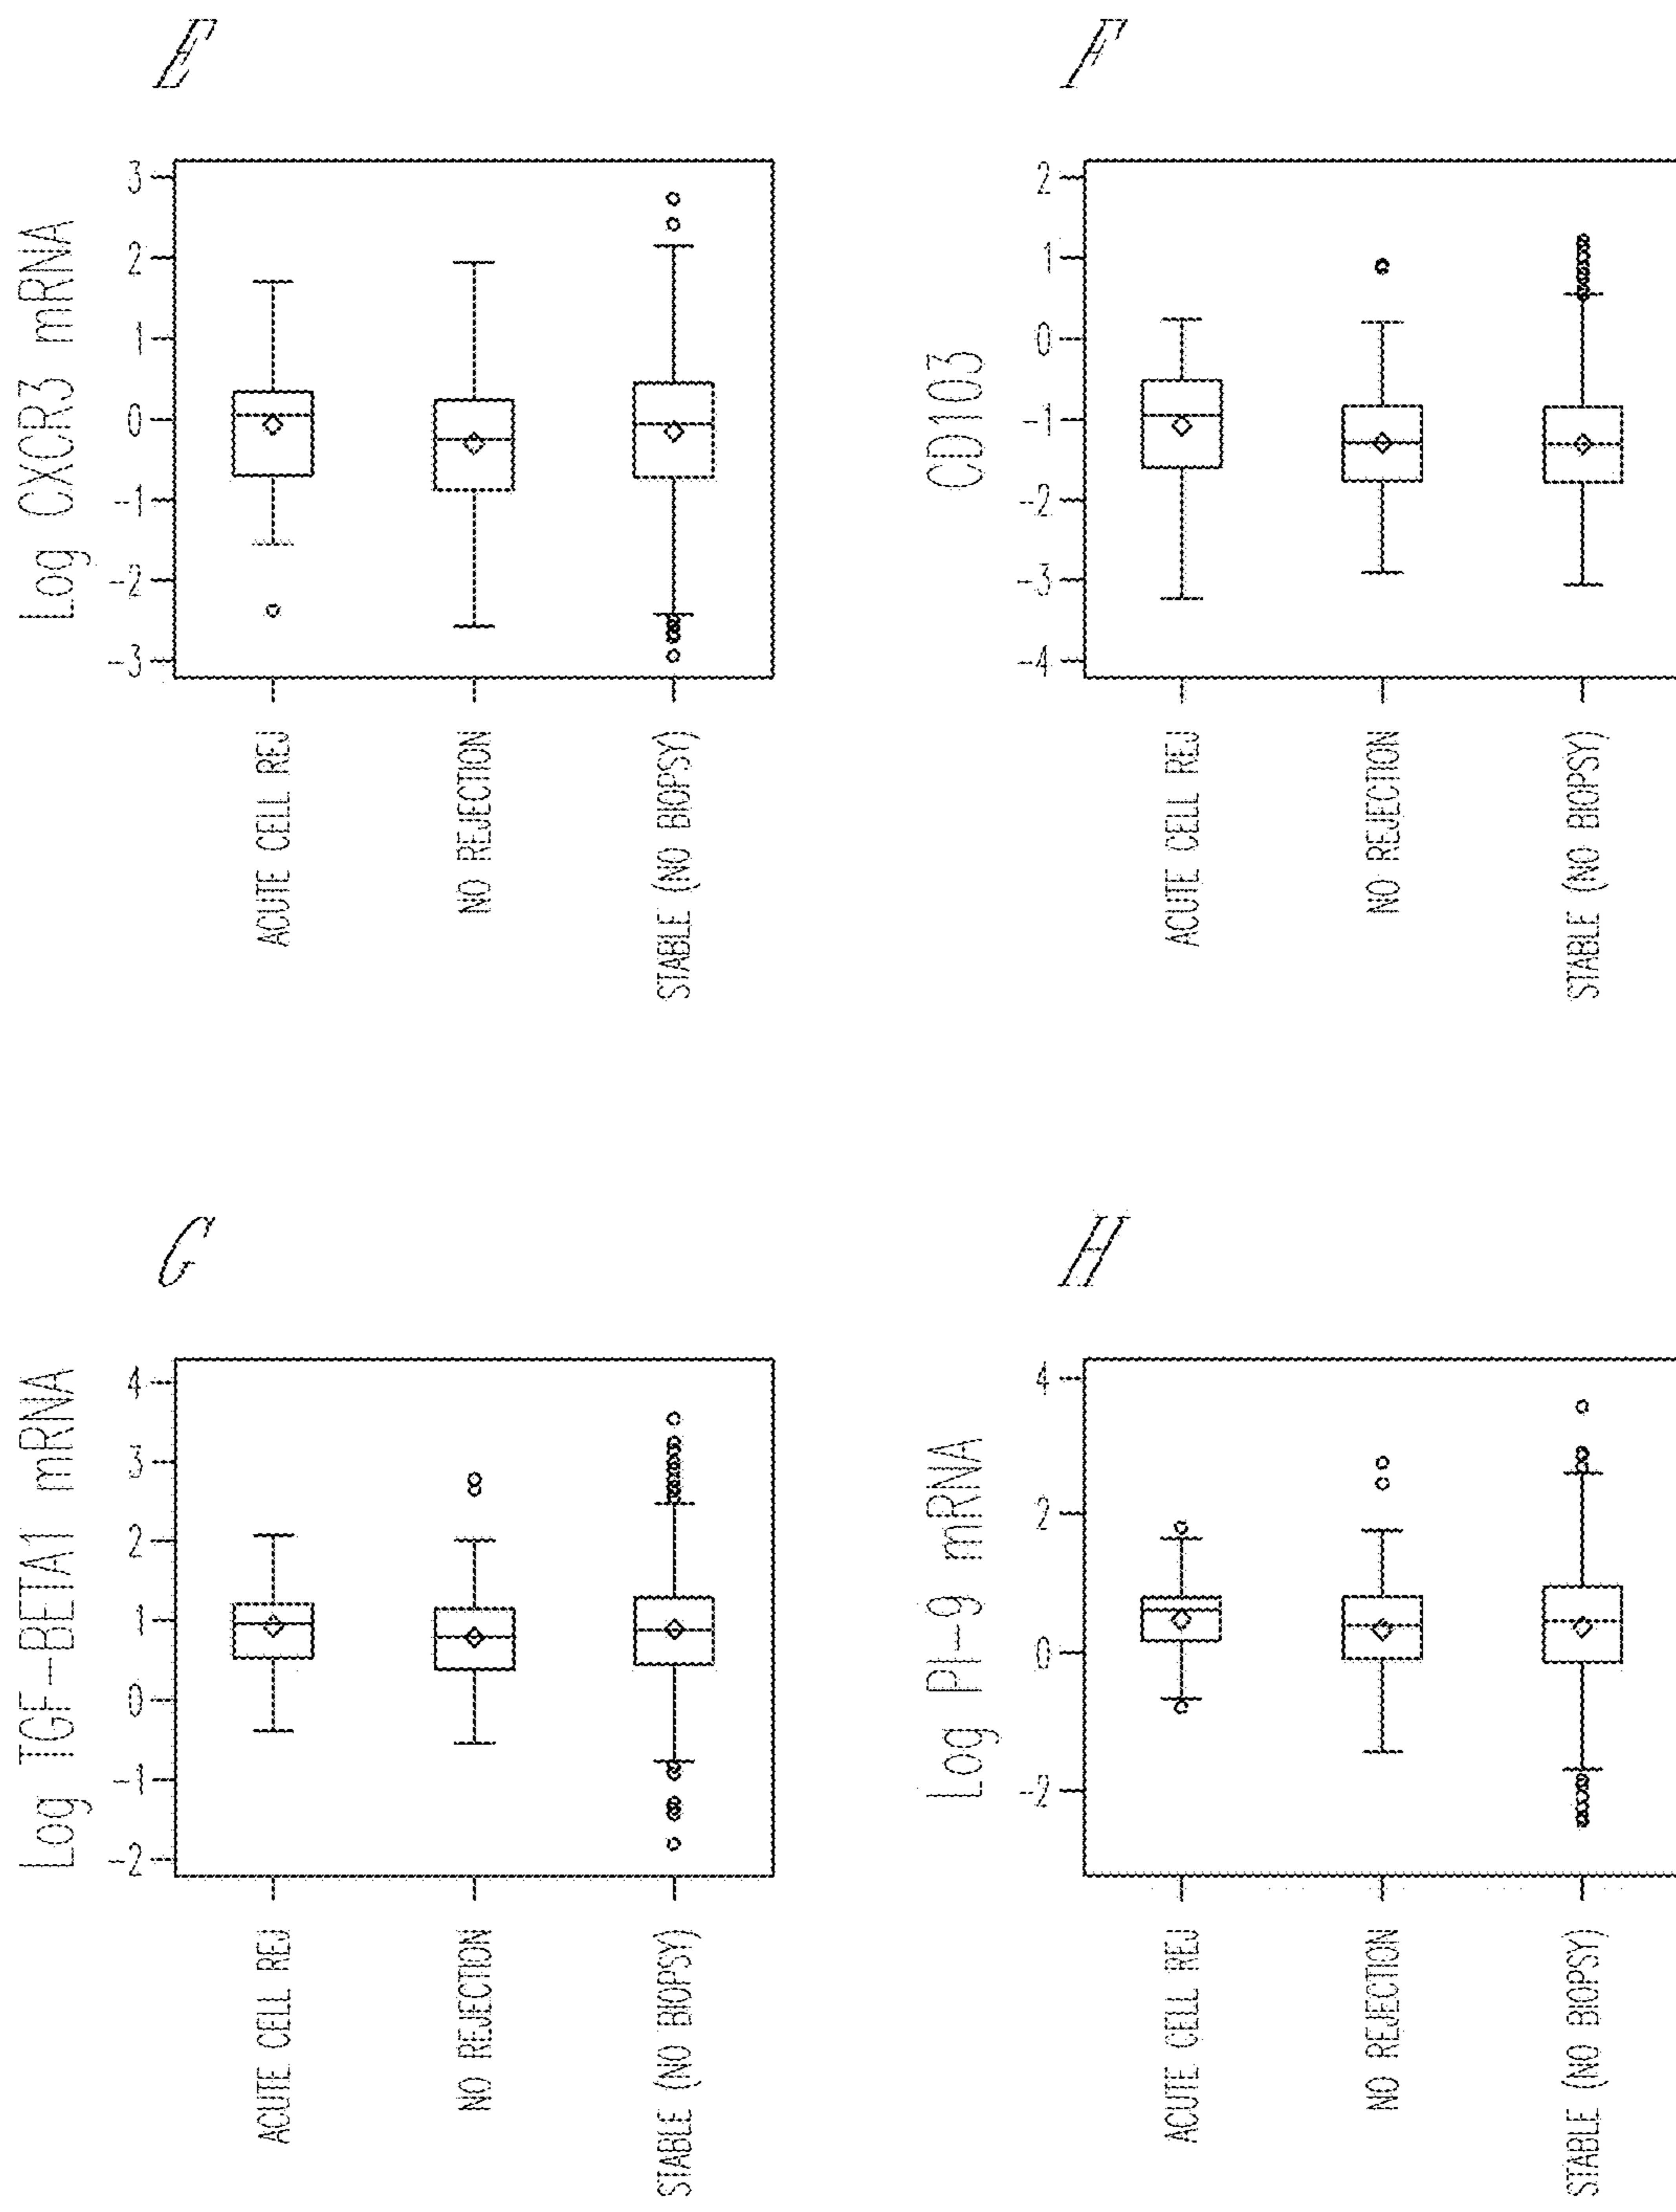 E
Log CXCR3 mRNA
3
2
1
0
-1
-2
-3
ACUTE CELL REJ
NO REJECTION
STABLE (NO BIOPSY)
F
CD103
2
1
0
-1
-2
-3
-4
ACUTE CELL REJ
NO REJECTION
STABLE (NO BIOPSY)
G
Log TGF-BETA1 mRNA
4
3
2
1
0
-1
-2
ACUTE CELL REJ
NO REJECTION
STABLE (NO BIOPSY)
H
Log PI-9 mRNA
4
2
0
-2
ACUTE CELL REJ
NO REJECTION
STABLE (NO BIOPSY)